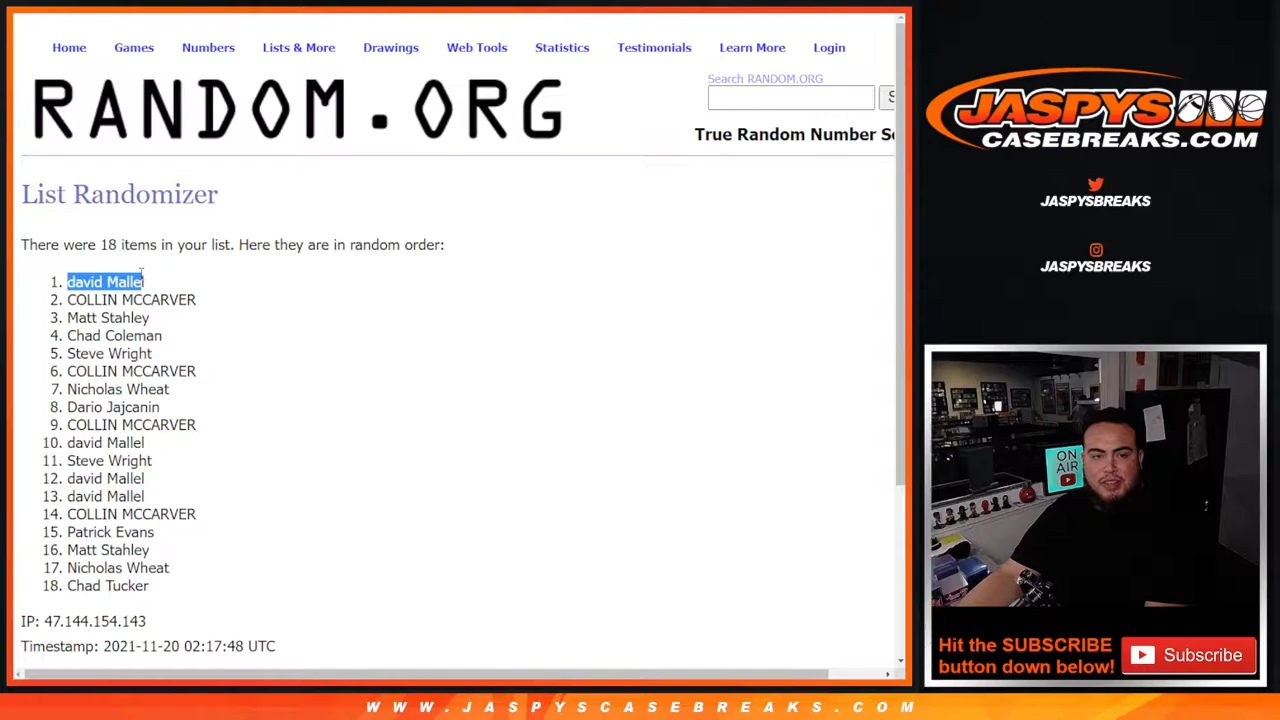 Home Games Numbers Lists & More Drawings Web Tools Statistics Testimonials Learn More Login
Search RANDOM.ORG
RANDOM.ORG
True Random Number
List Randomizer
There were 18 items in your list. Here they are in random order:
1. david Mallel
2. COLLIN MCCARVER
3. Matt Stahley
4. Chad Coleman
5. Steve Wright
6. COLLIN MCCARVER
7. Nicholas Wheat
8. Dario Jajcanin
9. COLLIN MCCARVER
10. david Mallel
11. Steve Wright
12. david Mallel
13. david Mallel
14. COLLIN MCCARVER
15. Patrick Evans
16. Matt Stahley
17. Nicholas Wheat
18. Chad Tucker
IP: 47.144.154.143
Timestamp: 2021-11-20 02:17:48 UTC
JASPYS
CASEBREAKS.COM
JASPYSBREAKS
JASPYSBREAKS
ON
AIR
Hit the SUBSCRIBE
button down below!
Subscribe
WWW.JASPYSCASEBREAKS.COM